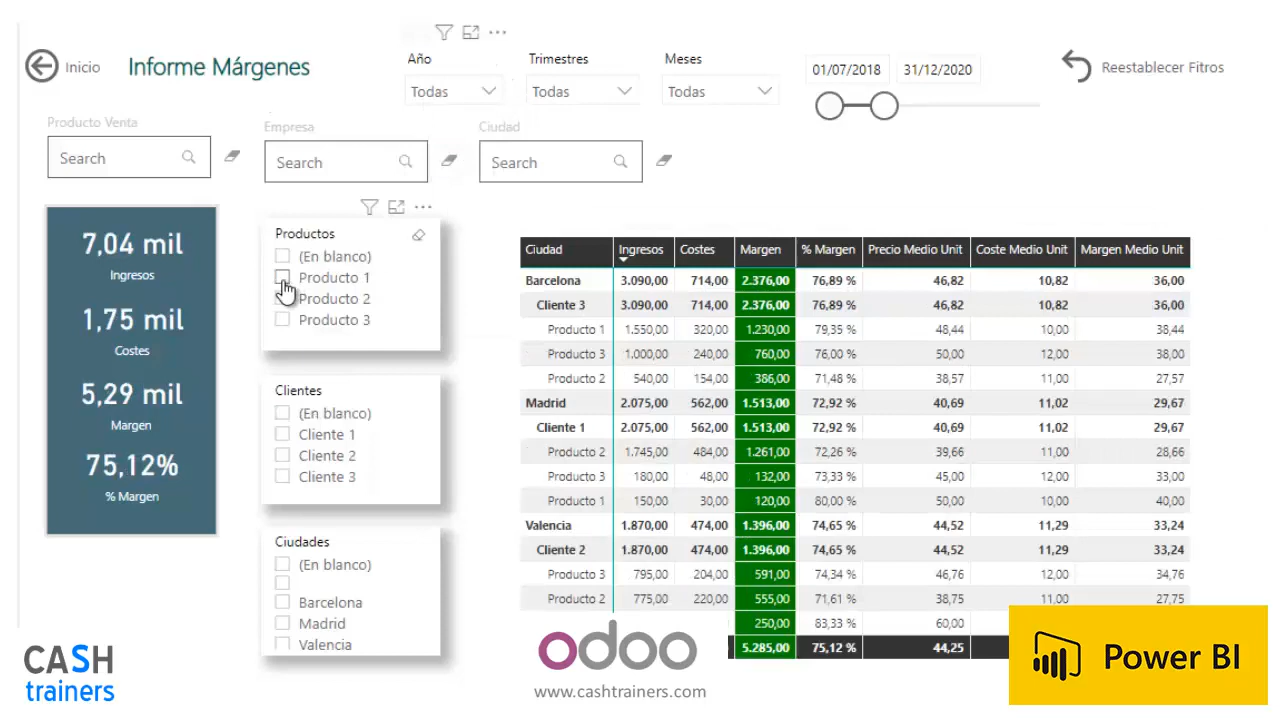 Inicio
Informe Márgenes
Año
Todas
Trimestres
Todas
Meses
Todas
01/07/2018
31/12/2020
Reestablecer Fitros
Producto Venta
Search
Empresa
Search
Ciudad
Search
7,04 mil
Ingresos
1,75 mil
Costes
5,29 mil
Margen
75,12%
% Margen
Productos
(En blanco)
Producto 1
Producto 2
Producto 3
Clientes
(En blanco)
Cliente 1
Cliente 2
Cliente 3
Ciudades
(En blanco)
Barcelona
Madrid
Valencia
Ciudad Ingresos Costes Margen % Margen Precio Medio Unit Coste Medio Unit Margen Medio Unit
Barcelona 3.090,00 714,00 2.376,00 76,89 % 46,82 10,82 36,00
Cliente 3 3.090,00 714,00 2.376,00 76,89 % 46,82 10,82 36,00
Producto 1 1.550,00 320,00 1.230,00 79,35 % 48,44 10,00 38,44
Producto 3 1.000,00 240,00 760,00 76,00 % 50,00 12,00 38,00
Producto 2 540,00 154,00 386,00 71,48 % 38,57 11,00 27,57
Madrid 2.075,00 562,00 1.513,00 72,92 % 40,69 11,02 29,67
Cliente 1 2.075,00 562,00 1.513,00 72,92 % 40,69 11,02 29,67
Producto 2 1.745,00 484,00 1.261,00 72,26 % 39,66 11,00 28,66
Producto 3 180,00 48,00 132,00 73,33 % 45,00 12,00 33,00
Producto 1 150,00 30,00 120,00 80,00 % 50,00 10,00 40,00
Valencia 1.870,00 474,00 1.396,00 74,65 % 44,52 11,29 33,24
Cliente 2 1.870,00 474,00 1.396,00 74,65 % 44,52 11,29 33,24
Producto 3 795,00 204,00 591,00 74,34 % 46,76 12,00 34,76
Producto 2 775,00 220,00 555,00 71,61 % 38,75 11,00 27,75
250,00 83,33 % 60,00
5.285,00 75,12 % 44,25
CASH
trainers
odoo
www.cashtrainers.com
Power BI